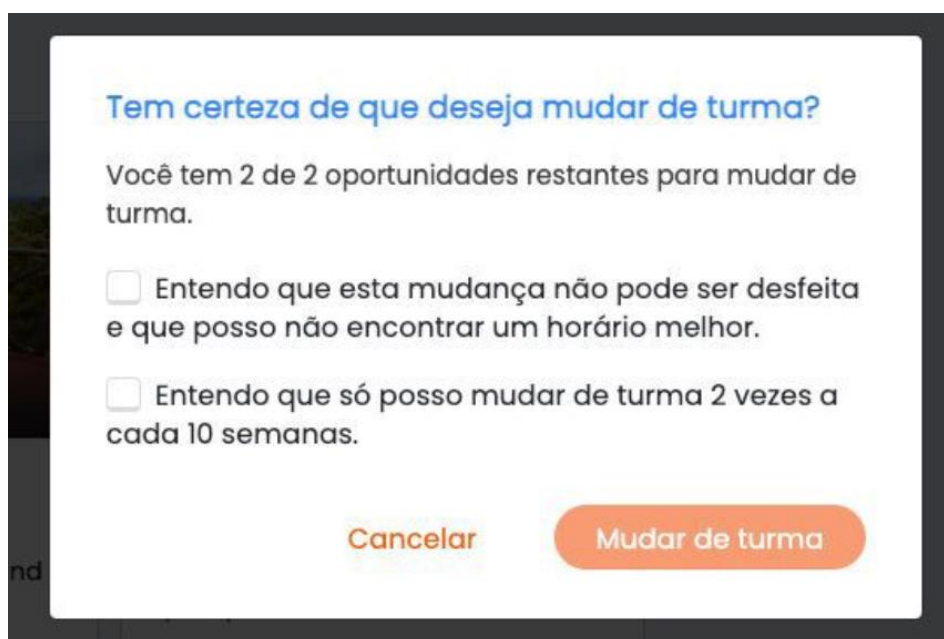 Tem certeza de que deseja mudar de turma?
Você tem 2 de 2 oportunidades restantes para mudar de
turma.
Entendo que esta mudança não pode ser desfeita
e que posso não encontrar um horário melhor.
Entendo que só posso mudar de turma 2 vezes a
cada 10 semanas.
Cancelar
Mudar de turma
nd